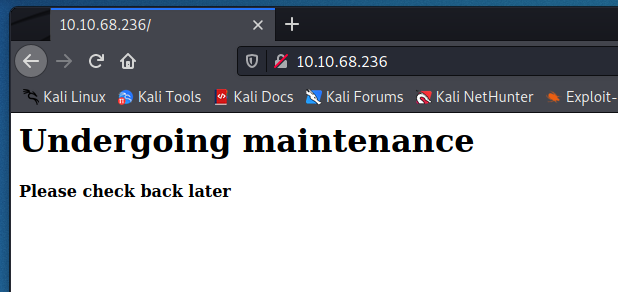 10.10.68.236/
10.10.68.236
Kali Linux Kali Tools Kali Docs Kali Forums Kali NetHunter Exploit-
Undergoing maintenance
Please check back later